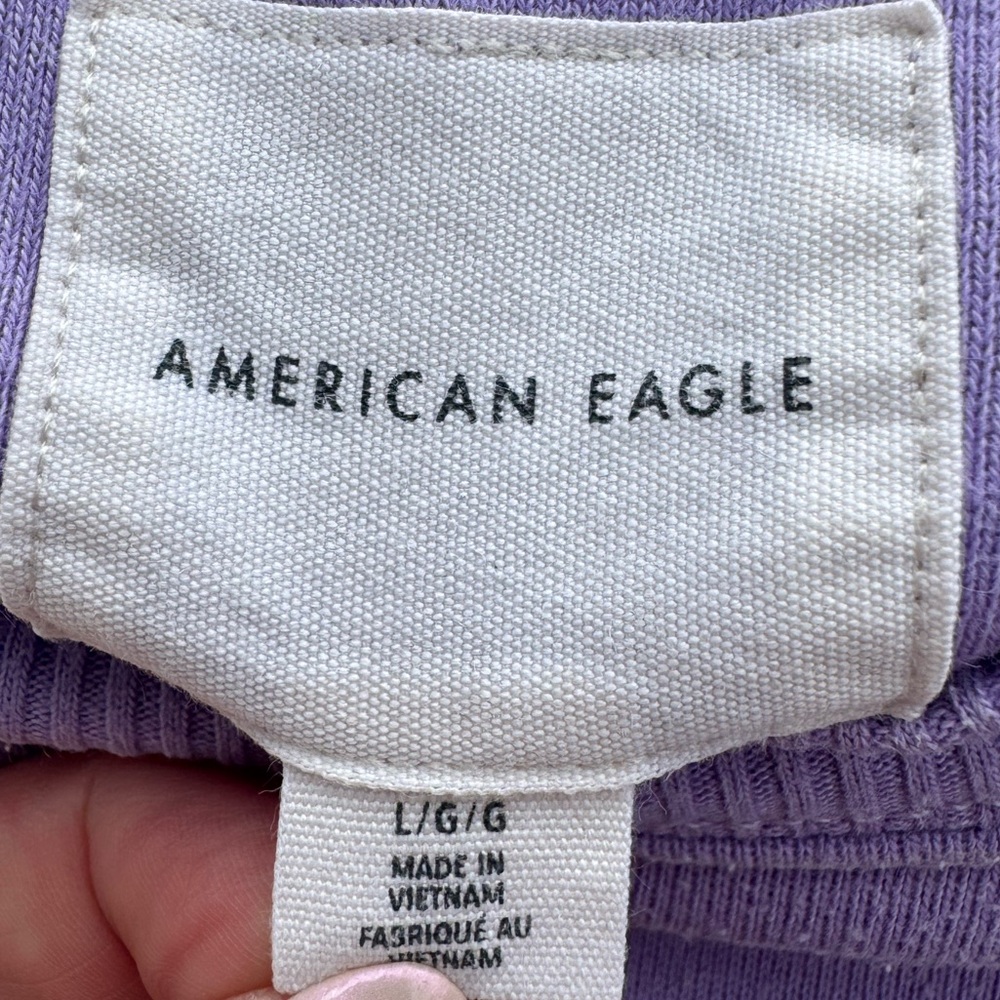 AMERICAN EAGLE
L/G/G
MADE IN
VIETNAM
FABRIQUÉ AU
VIETNAM